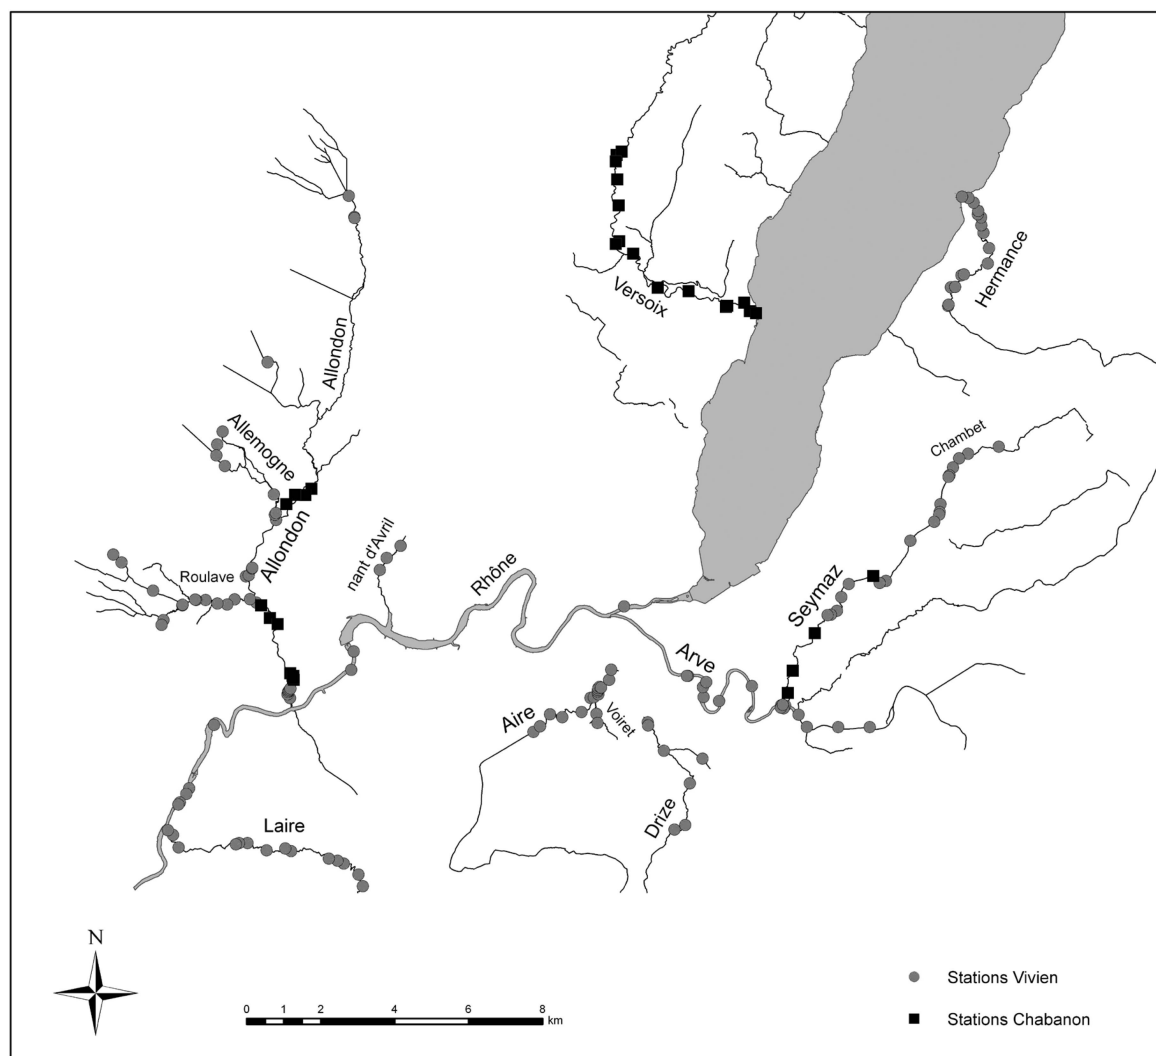 Versoix
Hermance
Allondon
Allemogne
Chambet
Allondon
nant d'Avril
Rhône
Roulave
Seymaz
Arve
Aire
Voiret
Drize
Laire
N
0 1 2 4 6 8
km
Stations Vivien
Stations Chabanon